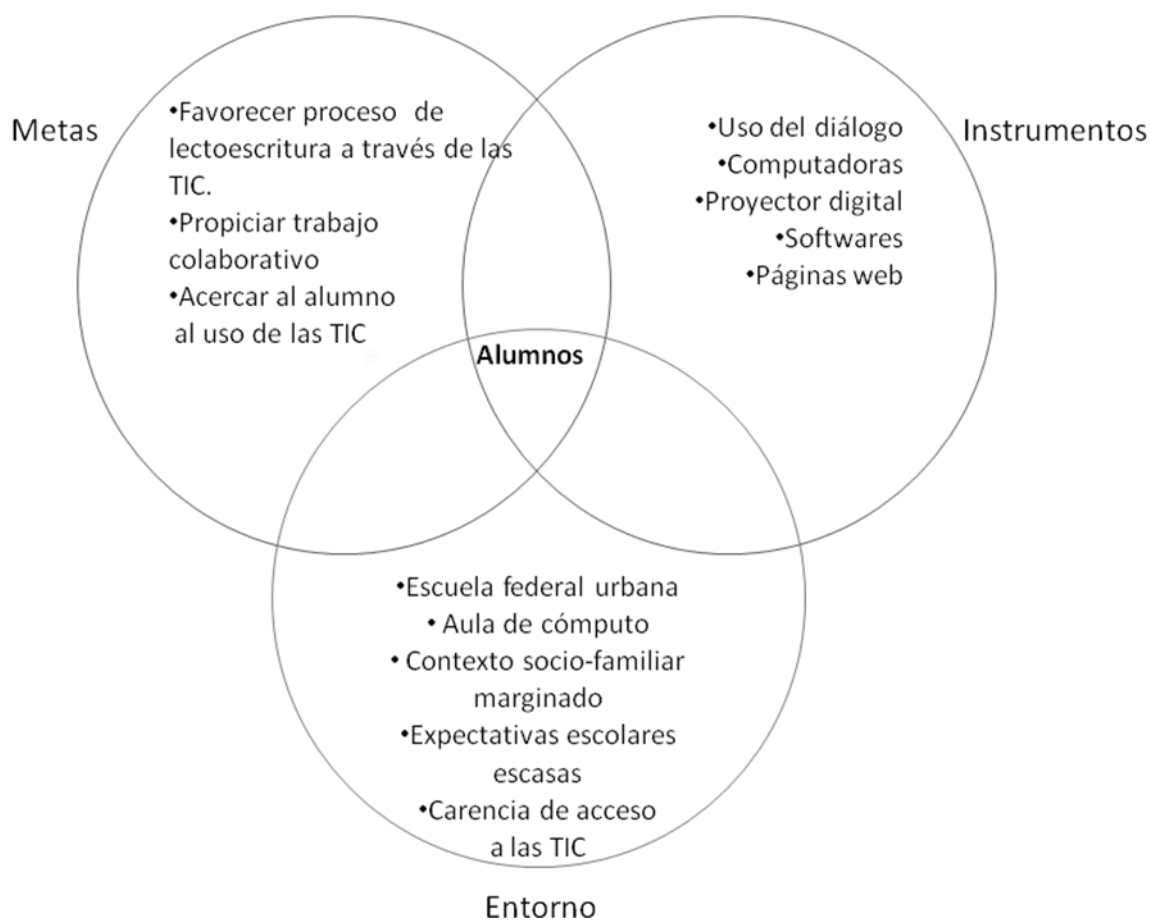 Metas
•Favorecer proceso de
lectoescritura a través de las
TIC.
•Propiciar trabajo
colaborativo
•Acercar al alumno
al uso de las TIC
•Uso del diálogo
•Computadoras
•Proyector digital
•Softwares
•Páginas web
Instrumentos
Alumnos
•Escuela federal urbana
• Aula de cómputo
• Contexto socio-familiar
marginado
•Expectativas escolares
escasas
•Carencia de acceso
a las TIC
Entorno